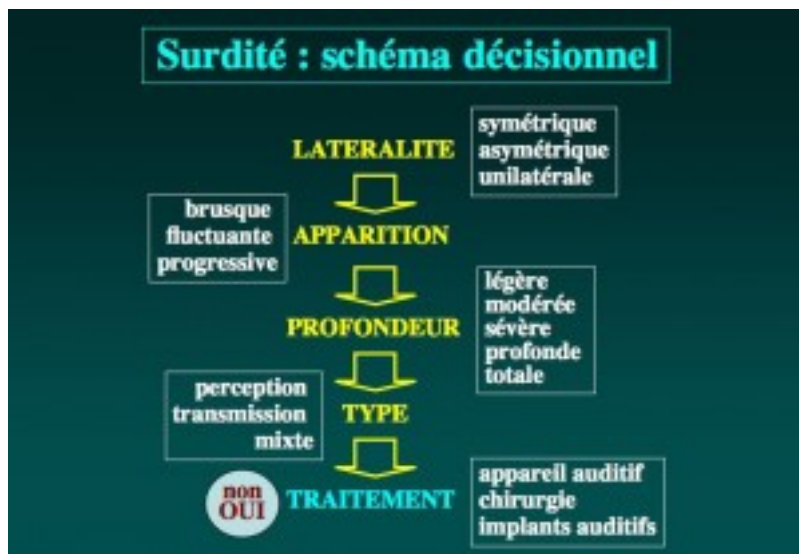 Surdité : schéma décisionnel
LATERALITE
symétrique
asymétrique
unilatérale
brusque
fluctuante
progressive
APPARITION
PROFONDEUR
légère
modérée
sévère
profonde
totale
perception
transmission
mixte
TYPE
non
OUI
TRAITEMENT
appareil auditif
chirurgie
implants auditifs